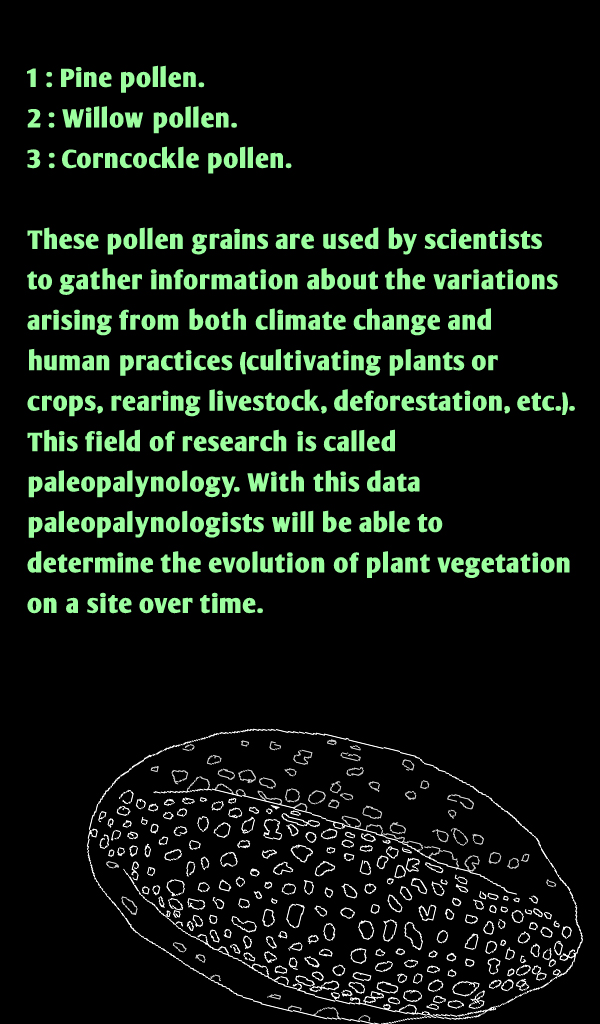 1 : Pine pollen.
2 : Willow pollen.
3 : Corncockle pollen.
These pollen grains are used by scientists
to gather information about the variations
arising from both climate change and
human practices (cultivating plants or
crops, rearing livestock, deforestation, etc.).
This field of research is called
paleopalynology. With this data
paleopalynologists will be able to
determine the evolution of plant vegetation
on a site over time.